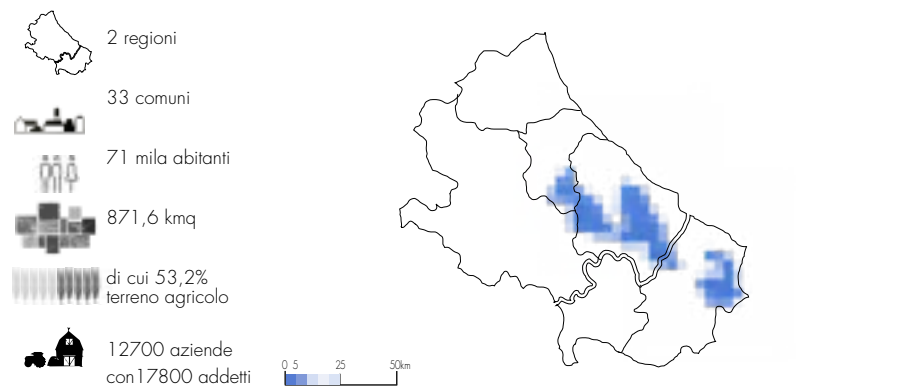 2 regioni
33 comuni
71 mila abitanti
871,6 kmq
di cui 53,2%
terreno agricolo
12700 aziende
con17800 addetti
0 5 25 50km